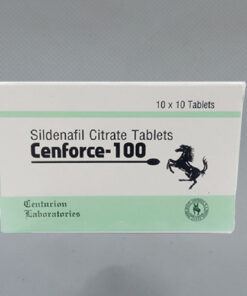 10 x 10 Tablets
Sildenafil Citrate Tablets
Cenforce-100
Centurion
Laboratories